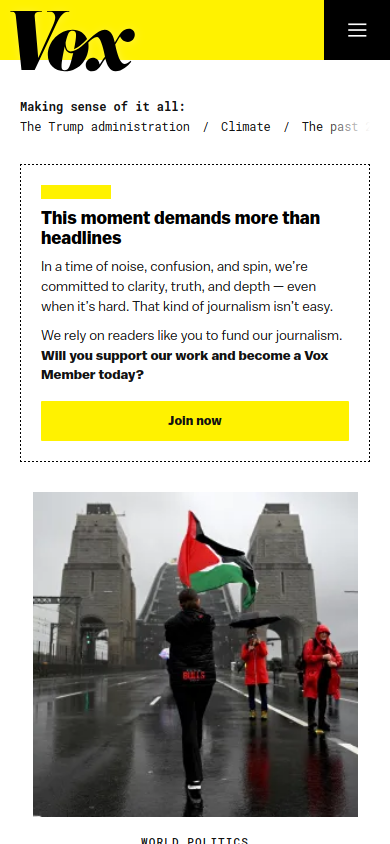 Vox
Making sense of it all:
The Trump administration / Climate / The past
This moment demands more than
headlines
In a time of noise, confusion, and spin, we’re
committed to clarity, truth, and depth — even
when it’s hard. That kind of journalism isn’t easy.
We rely on readers like you to fund our journalism.
Will you support our work and become a Vox
Member today?
Join now
BULLS
WORLD POLITICS